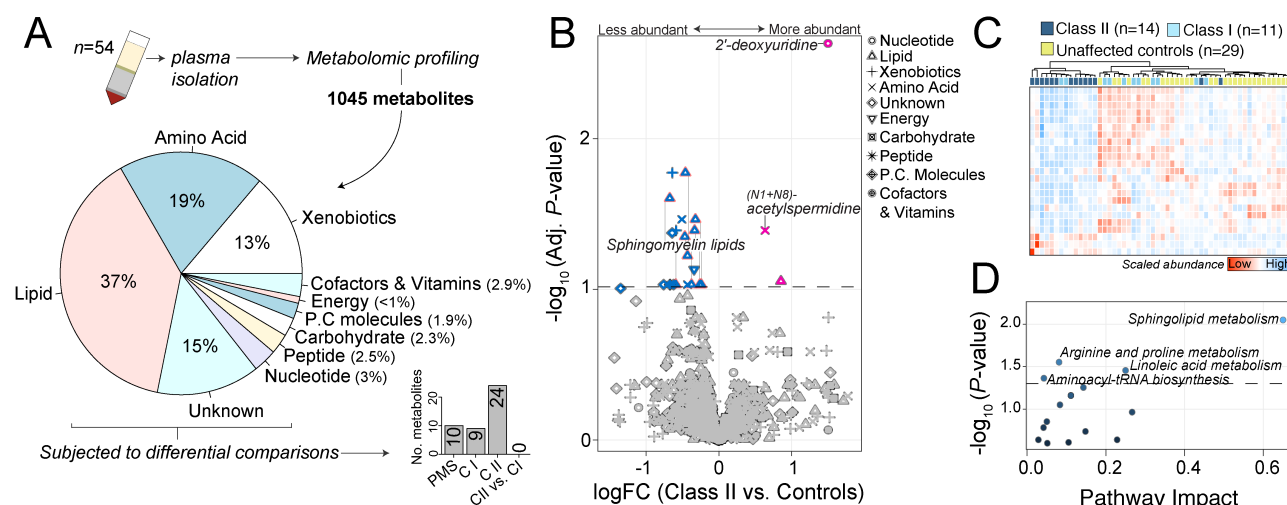 A
n=54
plasma
isolation
Metabolomic profiling
1045 metabolites
Amino Acid
19%
Xenobiotics
13%
Lipid
37%
Cofactors & Vitamins (2.9%)
Energy (<1%)
P.C molecules (1.9%)
Carbohydrate (2.3%)
Peptide (2.5%)
Nucleotide (3%)
15%
Unknown
Subjected to differential comparisons
No. metabolites
20
10
0
10
9
24
0
PMS
C I
C II
CII vs. CI
B
Less abundant
More abundant
2'-deoxyuridine
(N1+N8)-
acetylspermidine
Sphingomyelin lipids
-log10 (Adj. P-value)
2
1
0
-1
0
1
logFC (Class II vs. Controls)
Nucleotide
Lipid
Xenobiotics
Amino Acid
Unknown
Energy
Carbohydrate
Peptide
P.C. Molecules
Cofactors
& Vitamins
C
Class II (n=14)
Class I (n=11)
Unaffected controls (n=29)
Scaled abundance
Low
High
D
Sphingolipid metabolism
Arginine and proline metabolism
Linoleic acid metabolism
Aminoacyl-tRNA biosynthesis
-log10 (P-value)
2.0
1.5
1.0
0.0
0.2
0.4
0.6
Pathway Impact